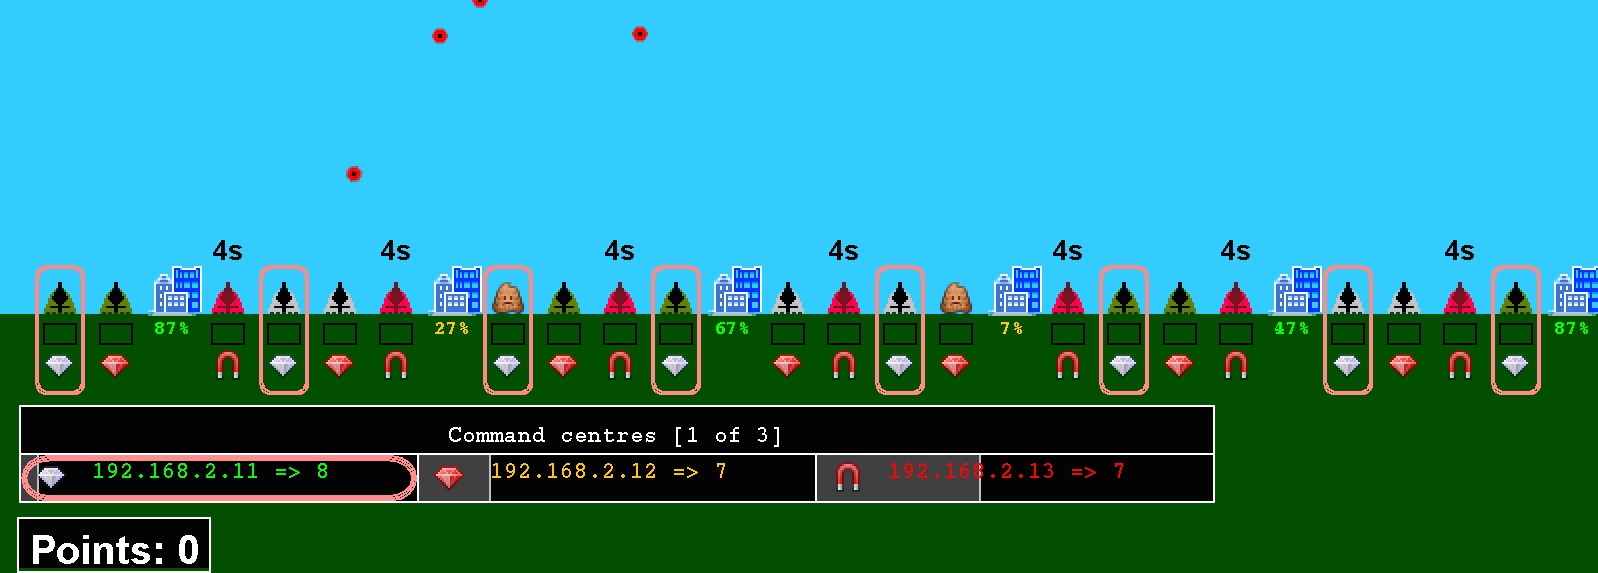 4s 4s 4s 4s 4s 4s 4s
87% 27% 67% 7% 47% 87%
Command centres [1 of 3]
192.168.2.11 => 8 192.168.2.12 => 7 192.168.2.13 => 7
Points: 0